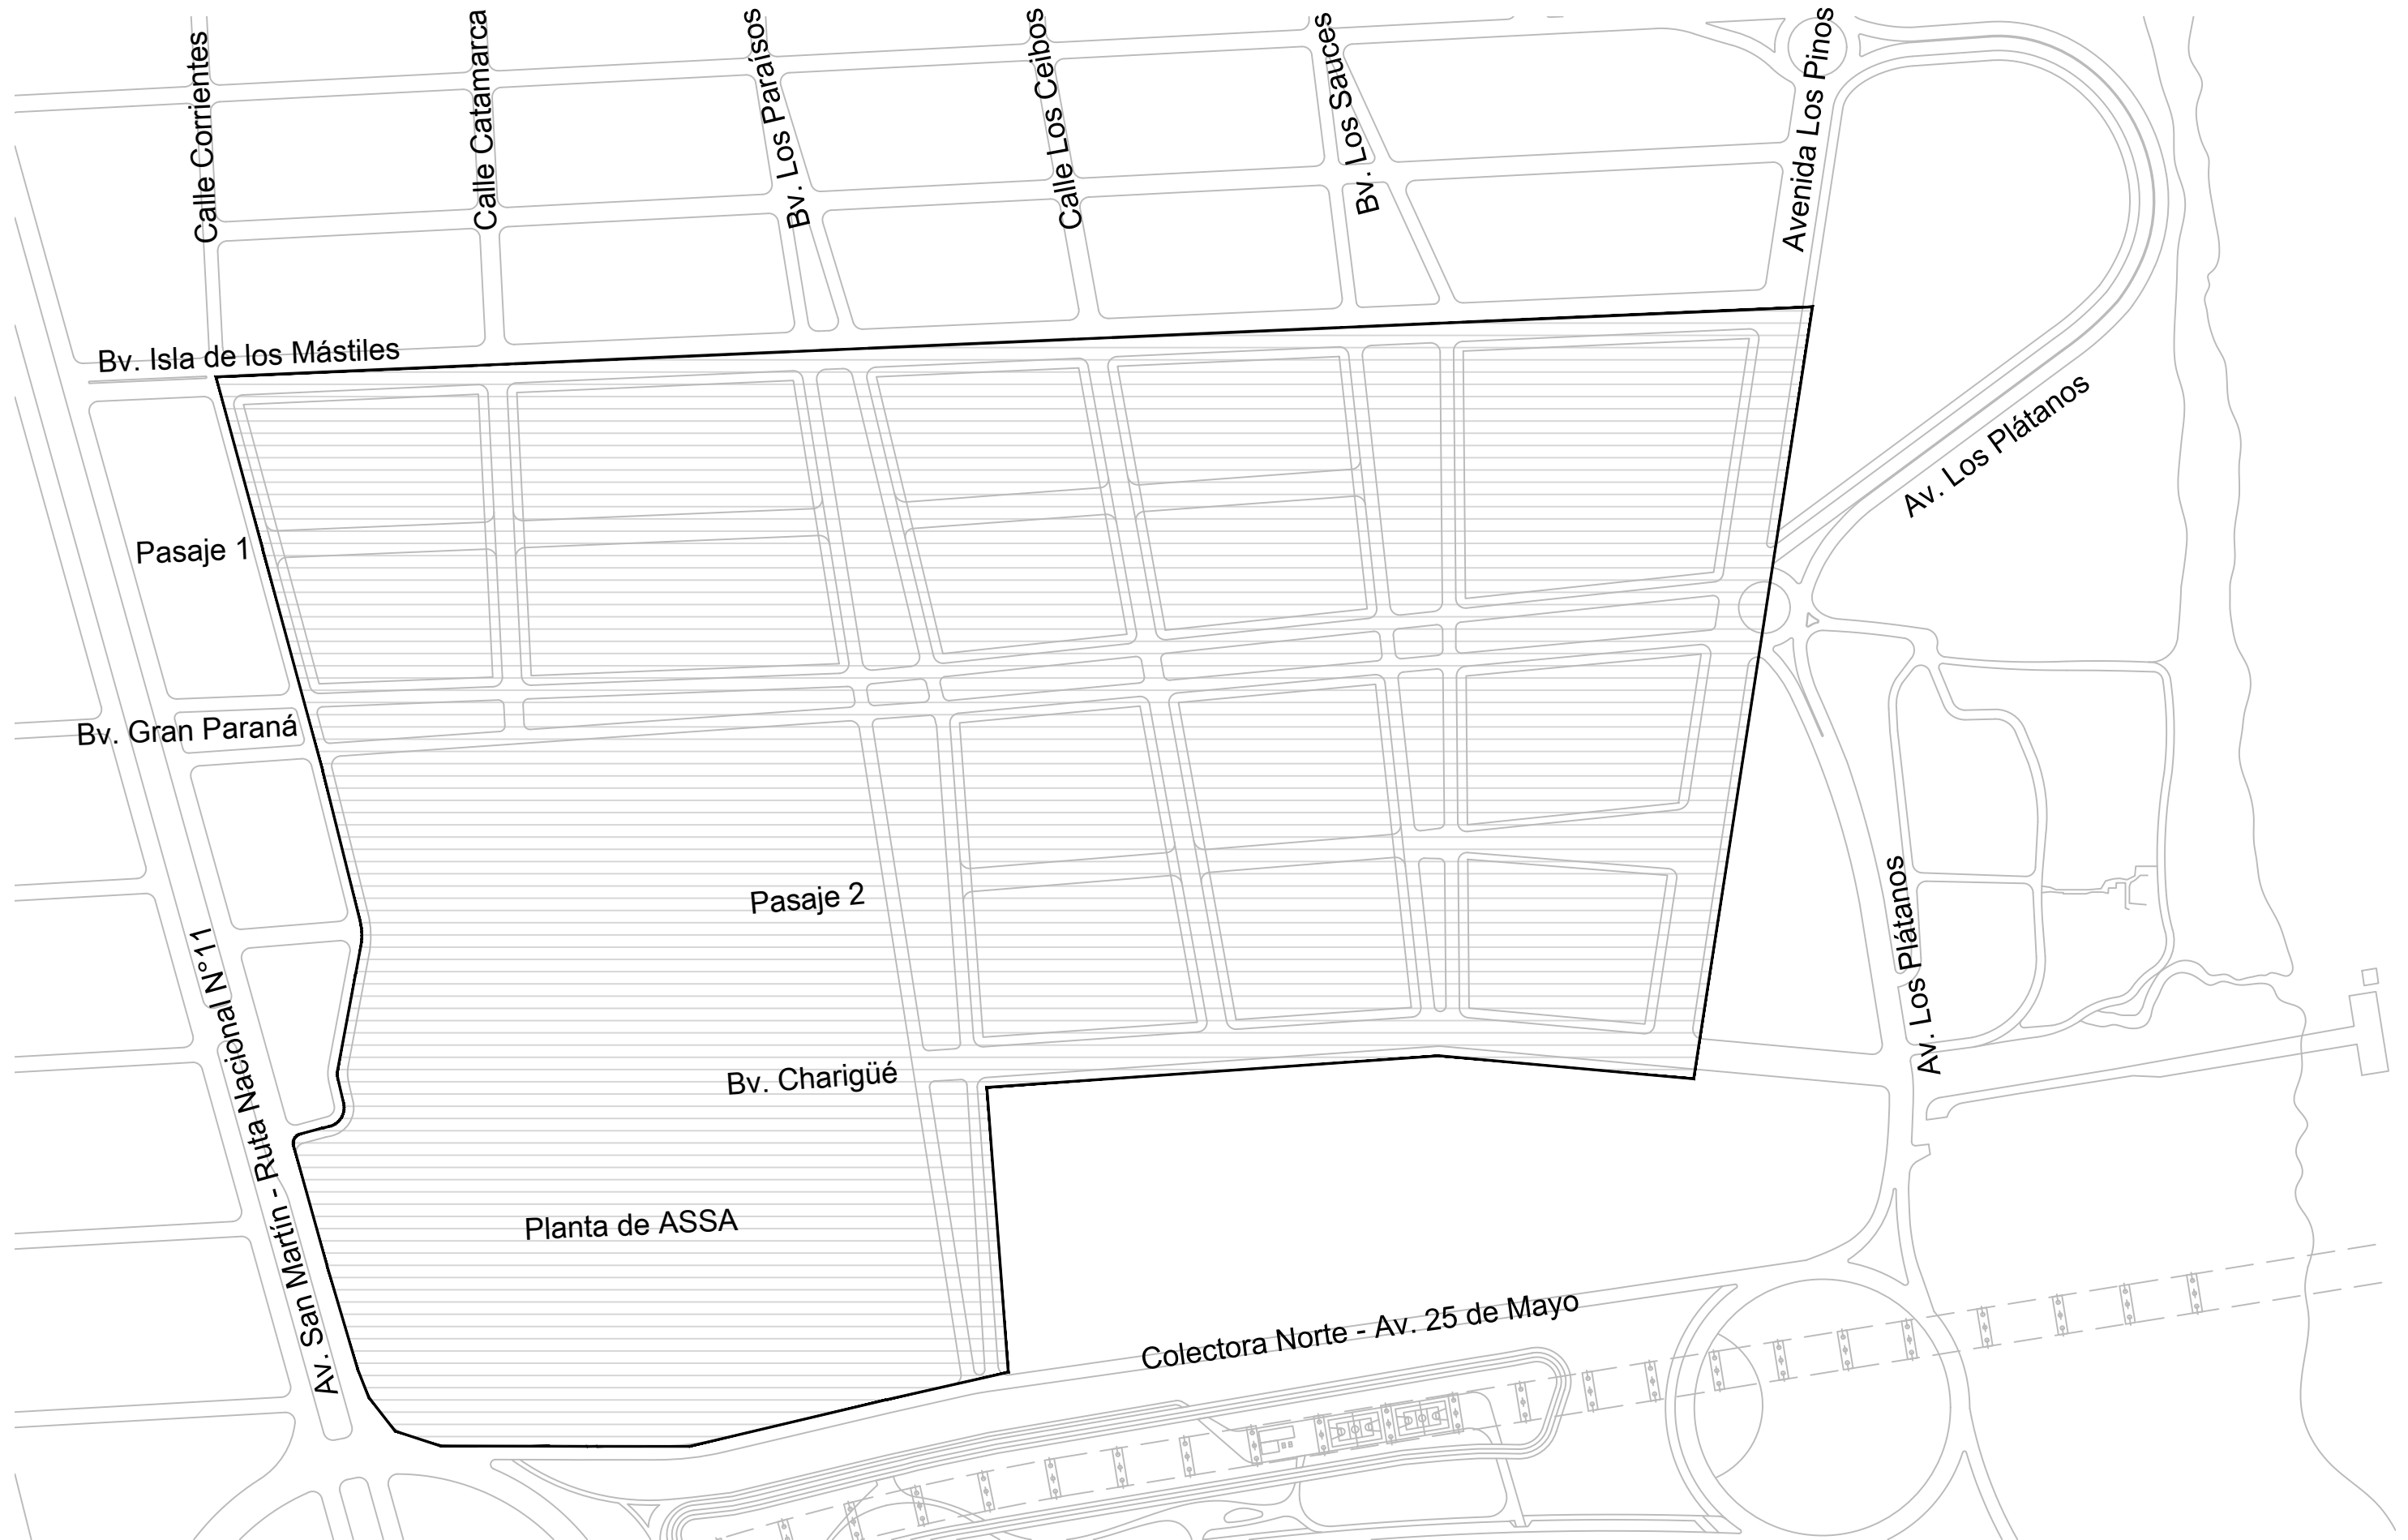 Calle Corrientes
Calle Catamarca
Bv. Los Paraísos
Calle Los Ceibos
Bv. Los Sauces
Avenida Los Pinos
Bv. Isla de los Mástiles
Av. Los Plátanos
Pasaje 1
Bv. Gran Paraná
Pasaje 2
Av. Los Plátanos
Av. San Martín - Ruta Nacional N°11
Bv. Charigüé
Planta de ASSA
Colectora Norte - Av. 25 de Mayo